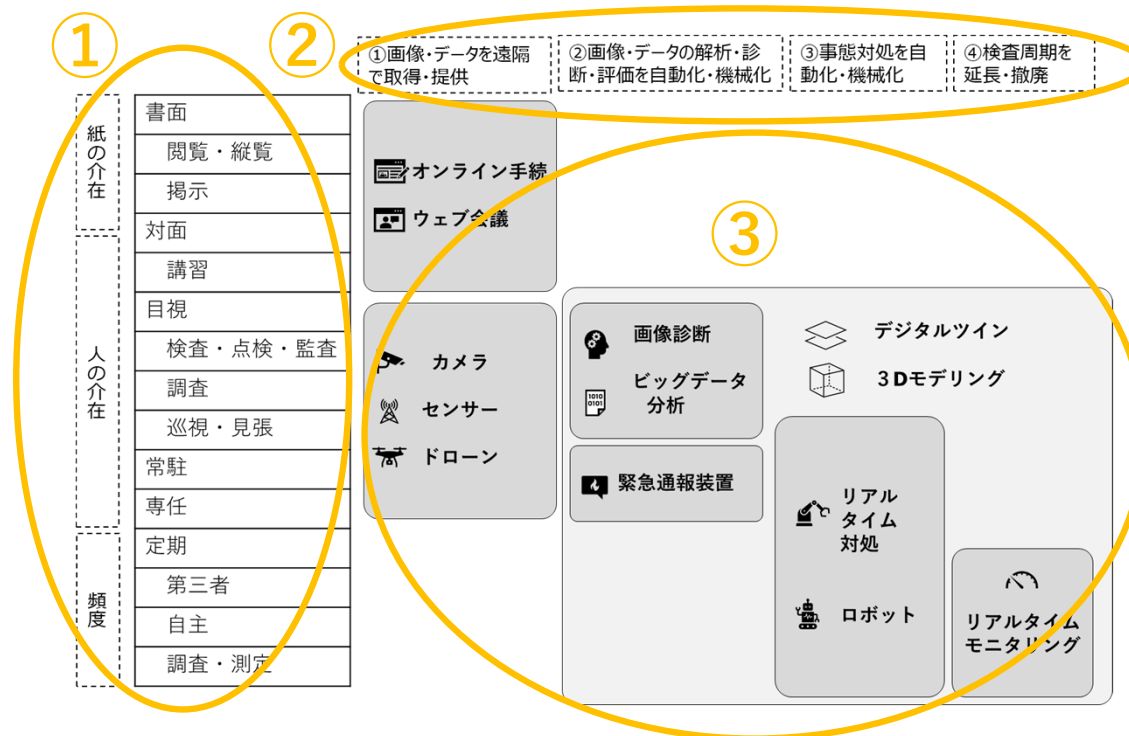 ①
②
①画像・データを遠隔
で取得・提供
②画像・データの解析・診
断・評価を自動化・機械化
③事態対処を自
動化・機械化
④検査周期を
延長・撤廃
紙の介在
書面
閲覧・縦覧
掲示
人の介在
対面
講習
目視
検査・点検・監査
調査
巡視・見張
常駐
専任
頻度
定期
第三者
自主
調査・測定
オンライン手続
ウェブ会議
カメラ
センサー
ドローン
③
画像診断
ビッグデータ
分析
1010
0101
緊急通報装置
デジタルツイン
3Dモデリング
リアル
タイム
対処
ロボット
リアルタイム
モニタリング